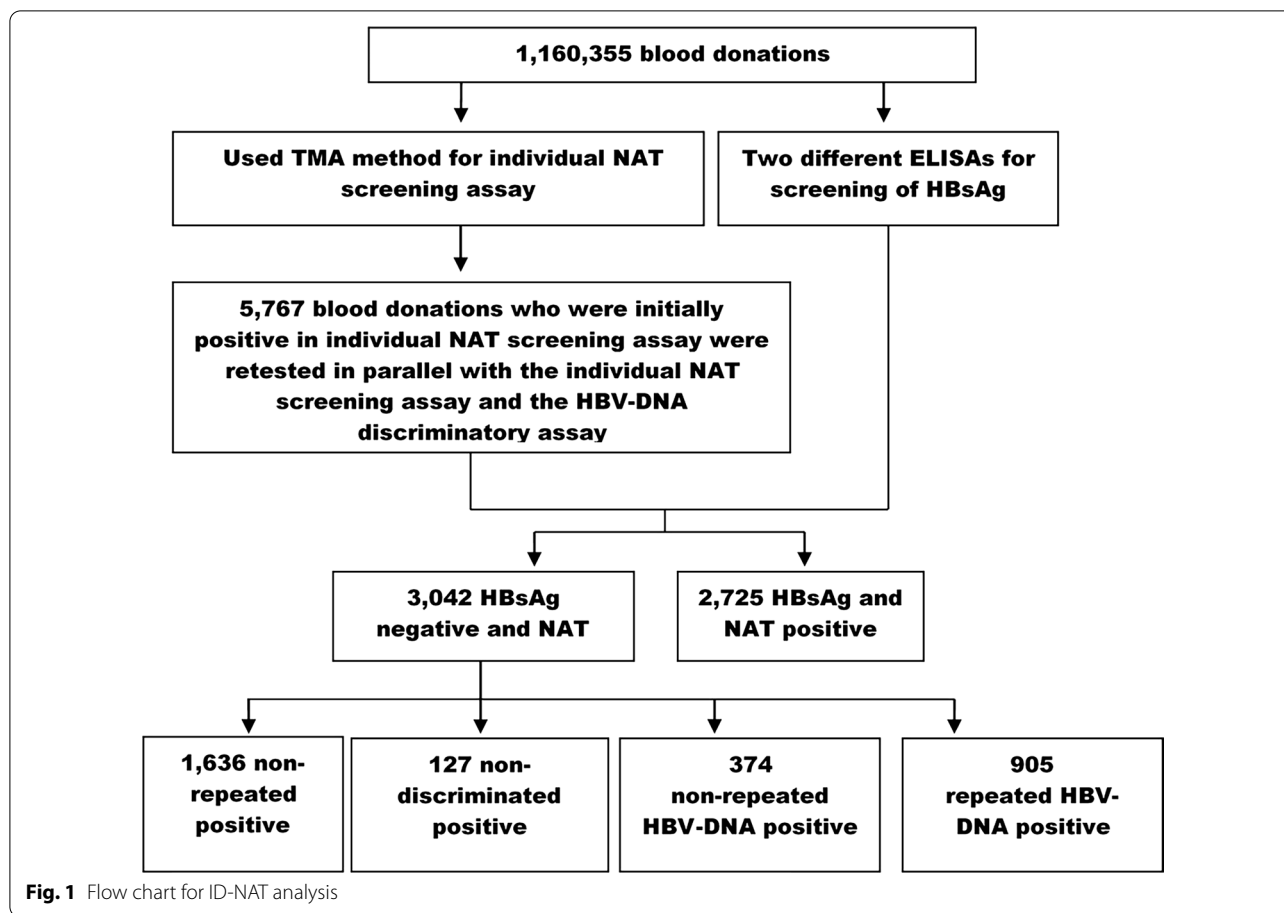 1,160,355 blood donations
Used TMA method for individual NAT
screening assay
Two different ELISAs for
screening of HBsAg
5,767 blood donations who were initially
positive in individual NAT screening assay were
retested in parallel with the individual NAT
screening assay and the HBV-DNA
discriminatory assay
3,042 HBsAg
negative and NAT
2,725 HBsAg and
NAT positive
1,636 non-
repeated
positive
127 non-
discriminated
positive
374
non-repeated
HBV-DNA positive
905
repeated HBV-
DNA positive
Fig. 1 Flow chart for ID-NAT analysis